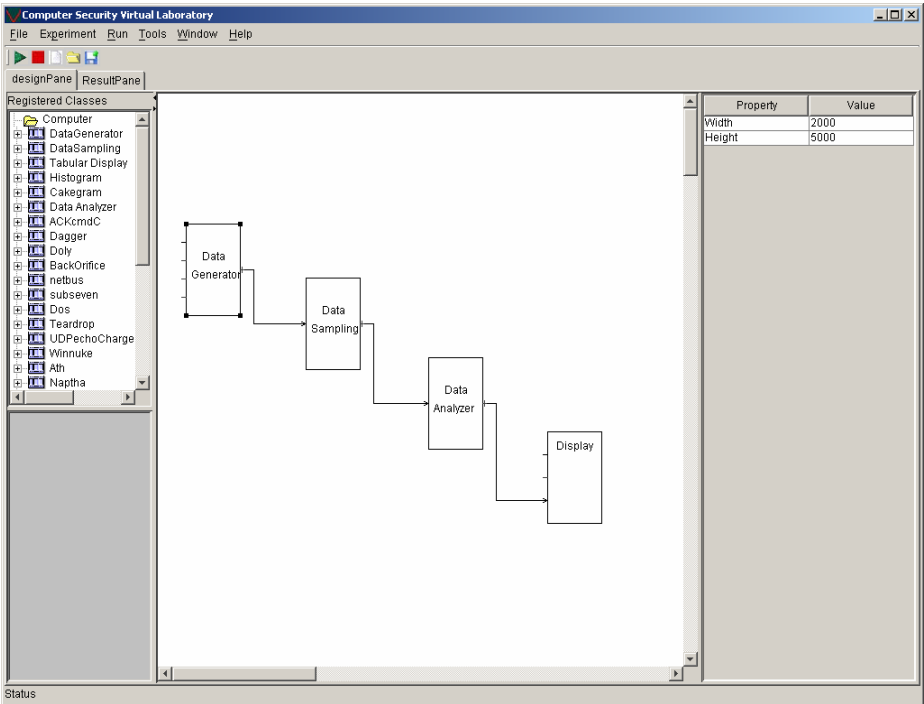 Computer Security Virtual Laboratory
File Experiment Run Tools Window Help
designPane ResultPane
Registered Classes
Computer
DataGenerator
DataSampling
Tabular Display
Histogram
Cakegram
Data Analyzer
ACKcmdC
Dagger
Doly
BackOrifice
netbus
subseven
Dos
Teardrop
UDPechoCharge
Winnuke
Ath
Naptha
Data
Generator
Data
Sampling
Data
Analyzer
Display
Property Value
Width 2000
Height 5000
Status